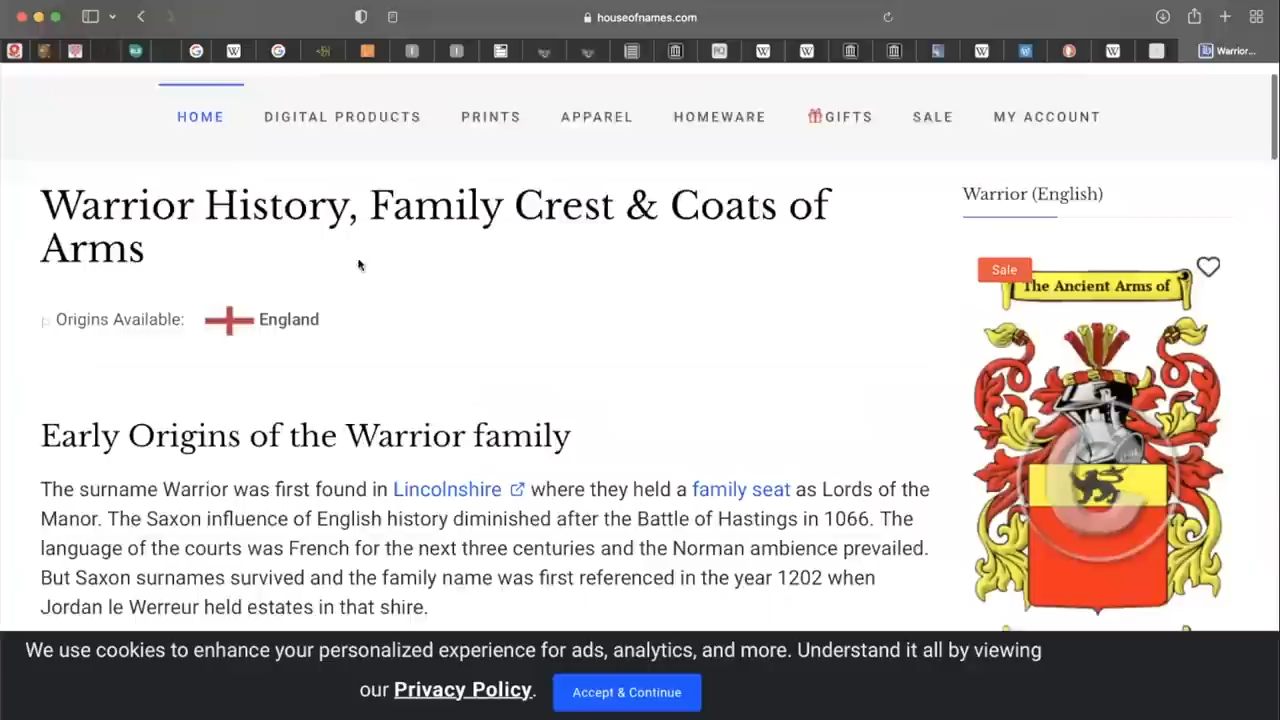 houseofnames.com
Warrior...
HOME DIGITAL PRODUCTS PRINTS APPAREL HOMEWARE GIFTS SALE MY ACCOUNT
Warrior History, Family Crest & Coats of
Arms
Origins Available: England
Early Origins of the Warrior family
The surname Warrior was first found in Lincolnshire where they held a family seat as Lords of the
Manor. The Saxon influence of English history diminished after the Battle of Hastings in 1066. The
language of the courts was French for the next three centuries and the Norman ambience prevailed.
But Saxon surnames survived and the family name was first referenced in the year 1202 when
Jordan le Werreur held estates in that shire.
Warrior (English)
Sale
The Ancient Arms of
We use cookies to enhance your personalized experience for ads, analytics, and more. Understand it all by viewing
our Privacy Policy.
Accept & Continue